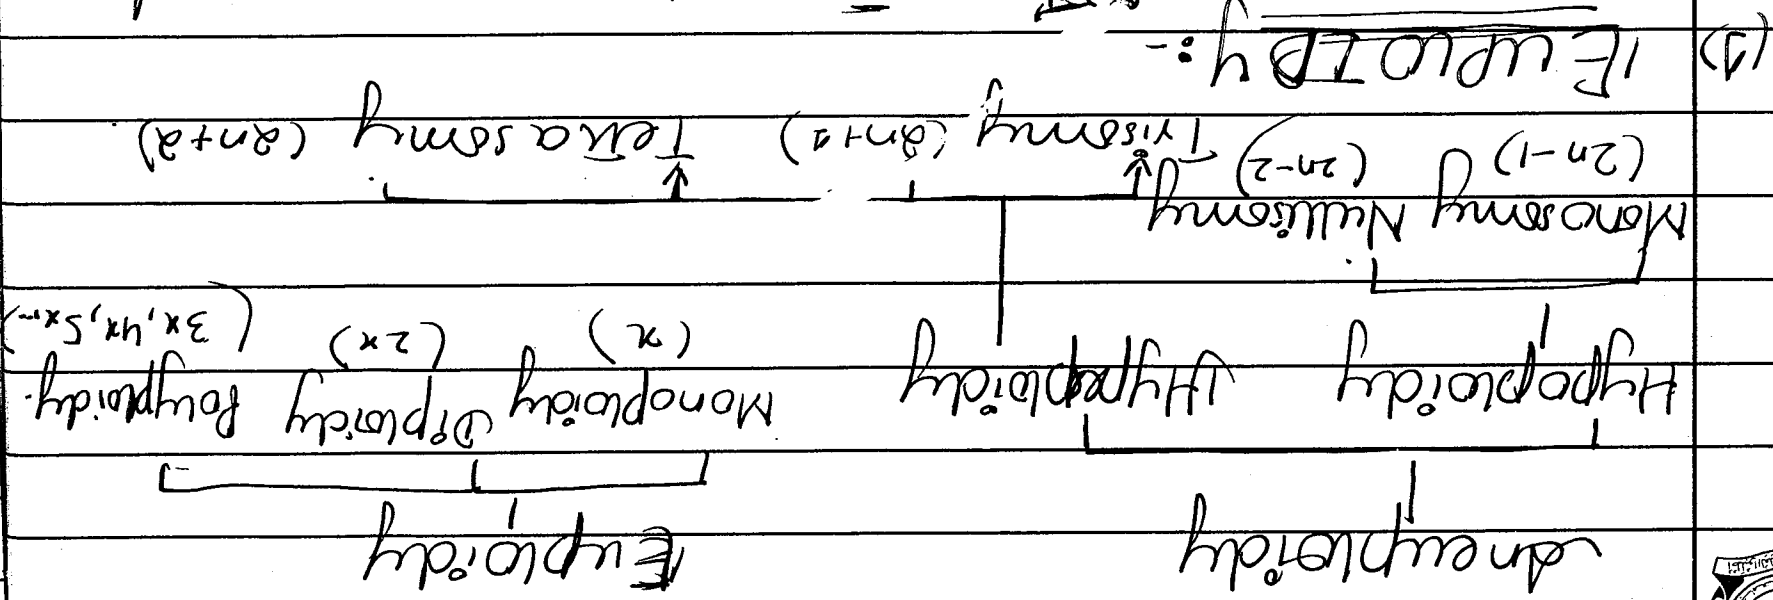 Aneuploidy Euploidy
Hypoploidy Hyperploidy Monoploidy Diploidy Polyploidy.
(x) (2x) (3x, 4x, 5x...)
Monosomy Nullisomy
(2n-1) (2n-2) Trisomy (2n+1) Tetrasomy (2n+2)
(1) EUPLOIDY :-